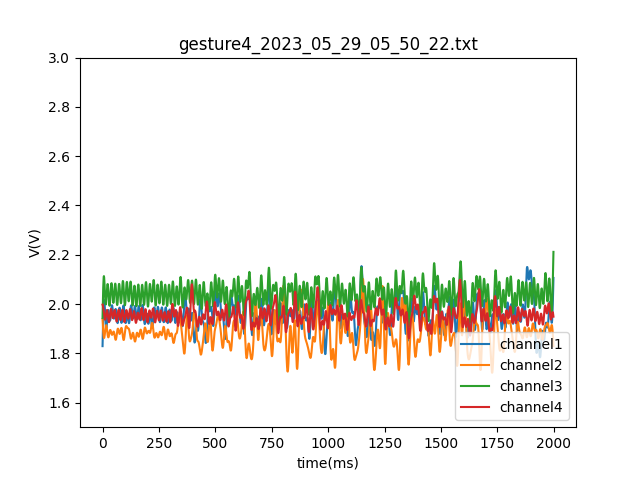 gesture4_2023_05_29_05_50_22.txt
3.0
2.8
2.6
2.4
2.2
2.0
1.8
1.6
V(V)
channel1
channel2
channel3
channel4
0 250 500 750 1000 1250 1500 1750 2000
time(ms)